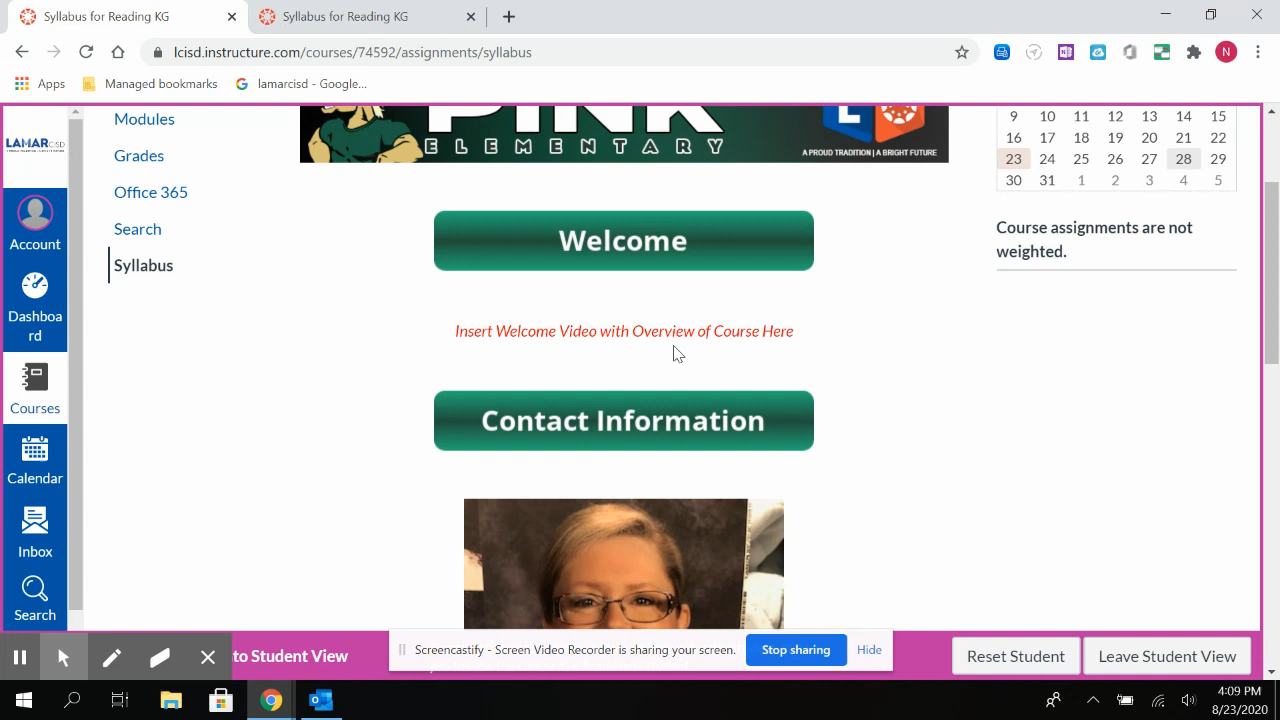 Syllabus for Reading KG
Syllabus for Reading KG
lcisd.instructure.com/courses/74592/assignments/syllabus
N
Apps
Managed bookmarks
lamarcisd - Google...
LAMARCISD
Account
Dashboa
rd
Courses
Calendar
Inbox
Search
Modules
Grades
Office 365
Search
Syllabus
PINK
ELEMENTARY
L
A PROUD TRADITION | A BRIGHT FUTURE
Welcome
Insert Welcome Video with Overview of Course Here
Contact Information
9 10 11 12 13 14 15
16 17 18 19 20 21 22
23 24 25 26 27 28 29
30 31 1 2 3 4 5
Course assignments are not
weighted.
to Student View
Screencastify - Screen Video Recorder is sharing your screen.
Stop sharing
Hide
Reset Student
Leave Student View
4:09 PM
8/23/2020